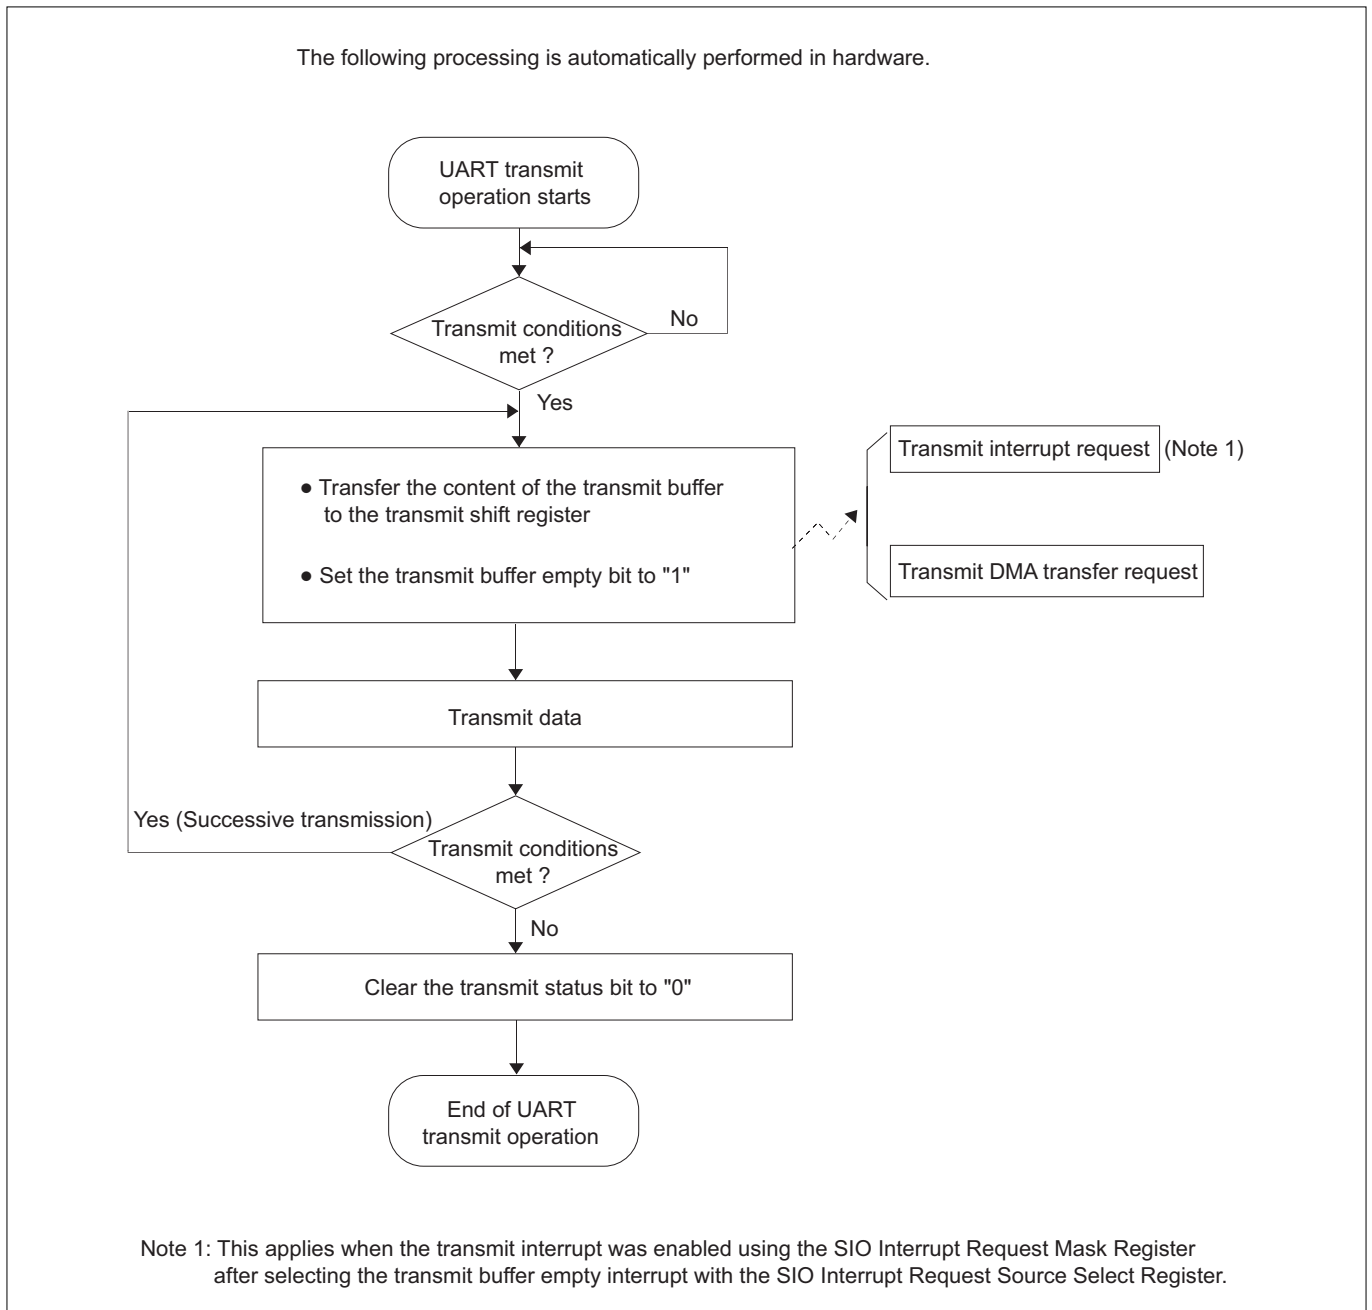 The following processing is automatically performed in hardware.
UART transmit
operation starts
Transmit conditions
met ?
No
Yes
● Transfer the content of the transmit buffer
to the transmit shift register
● Set the transmit buffer empty bit to "1"
Transmit interrupt request (Note 1)
Transmit DMA transfer request
Transmit data
Yes (Successive transmission)
Transmit conditions
met ?
No
Clear the transmit status bit to "0"
End of UART
transmit operation
Note 1: This applies when the transmit interrupt was enabled using the SIO Interrupt Request Mask Register
after selecting the transmit buffer empty interrupt with the SIO Interrupt Request Source Select Register.